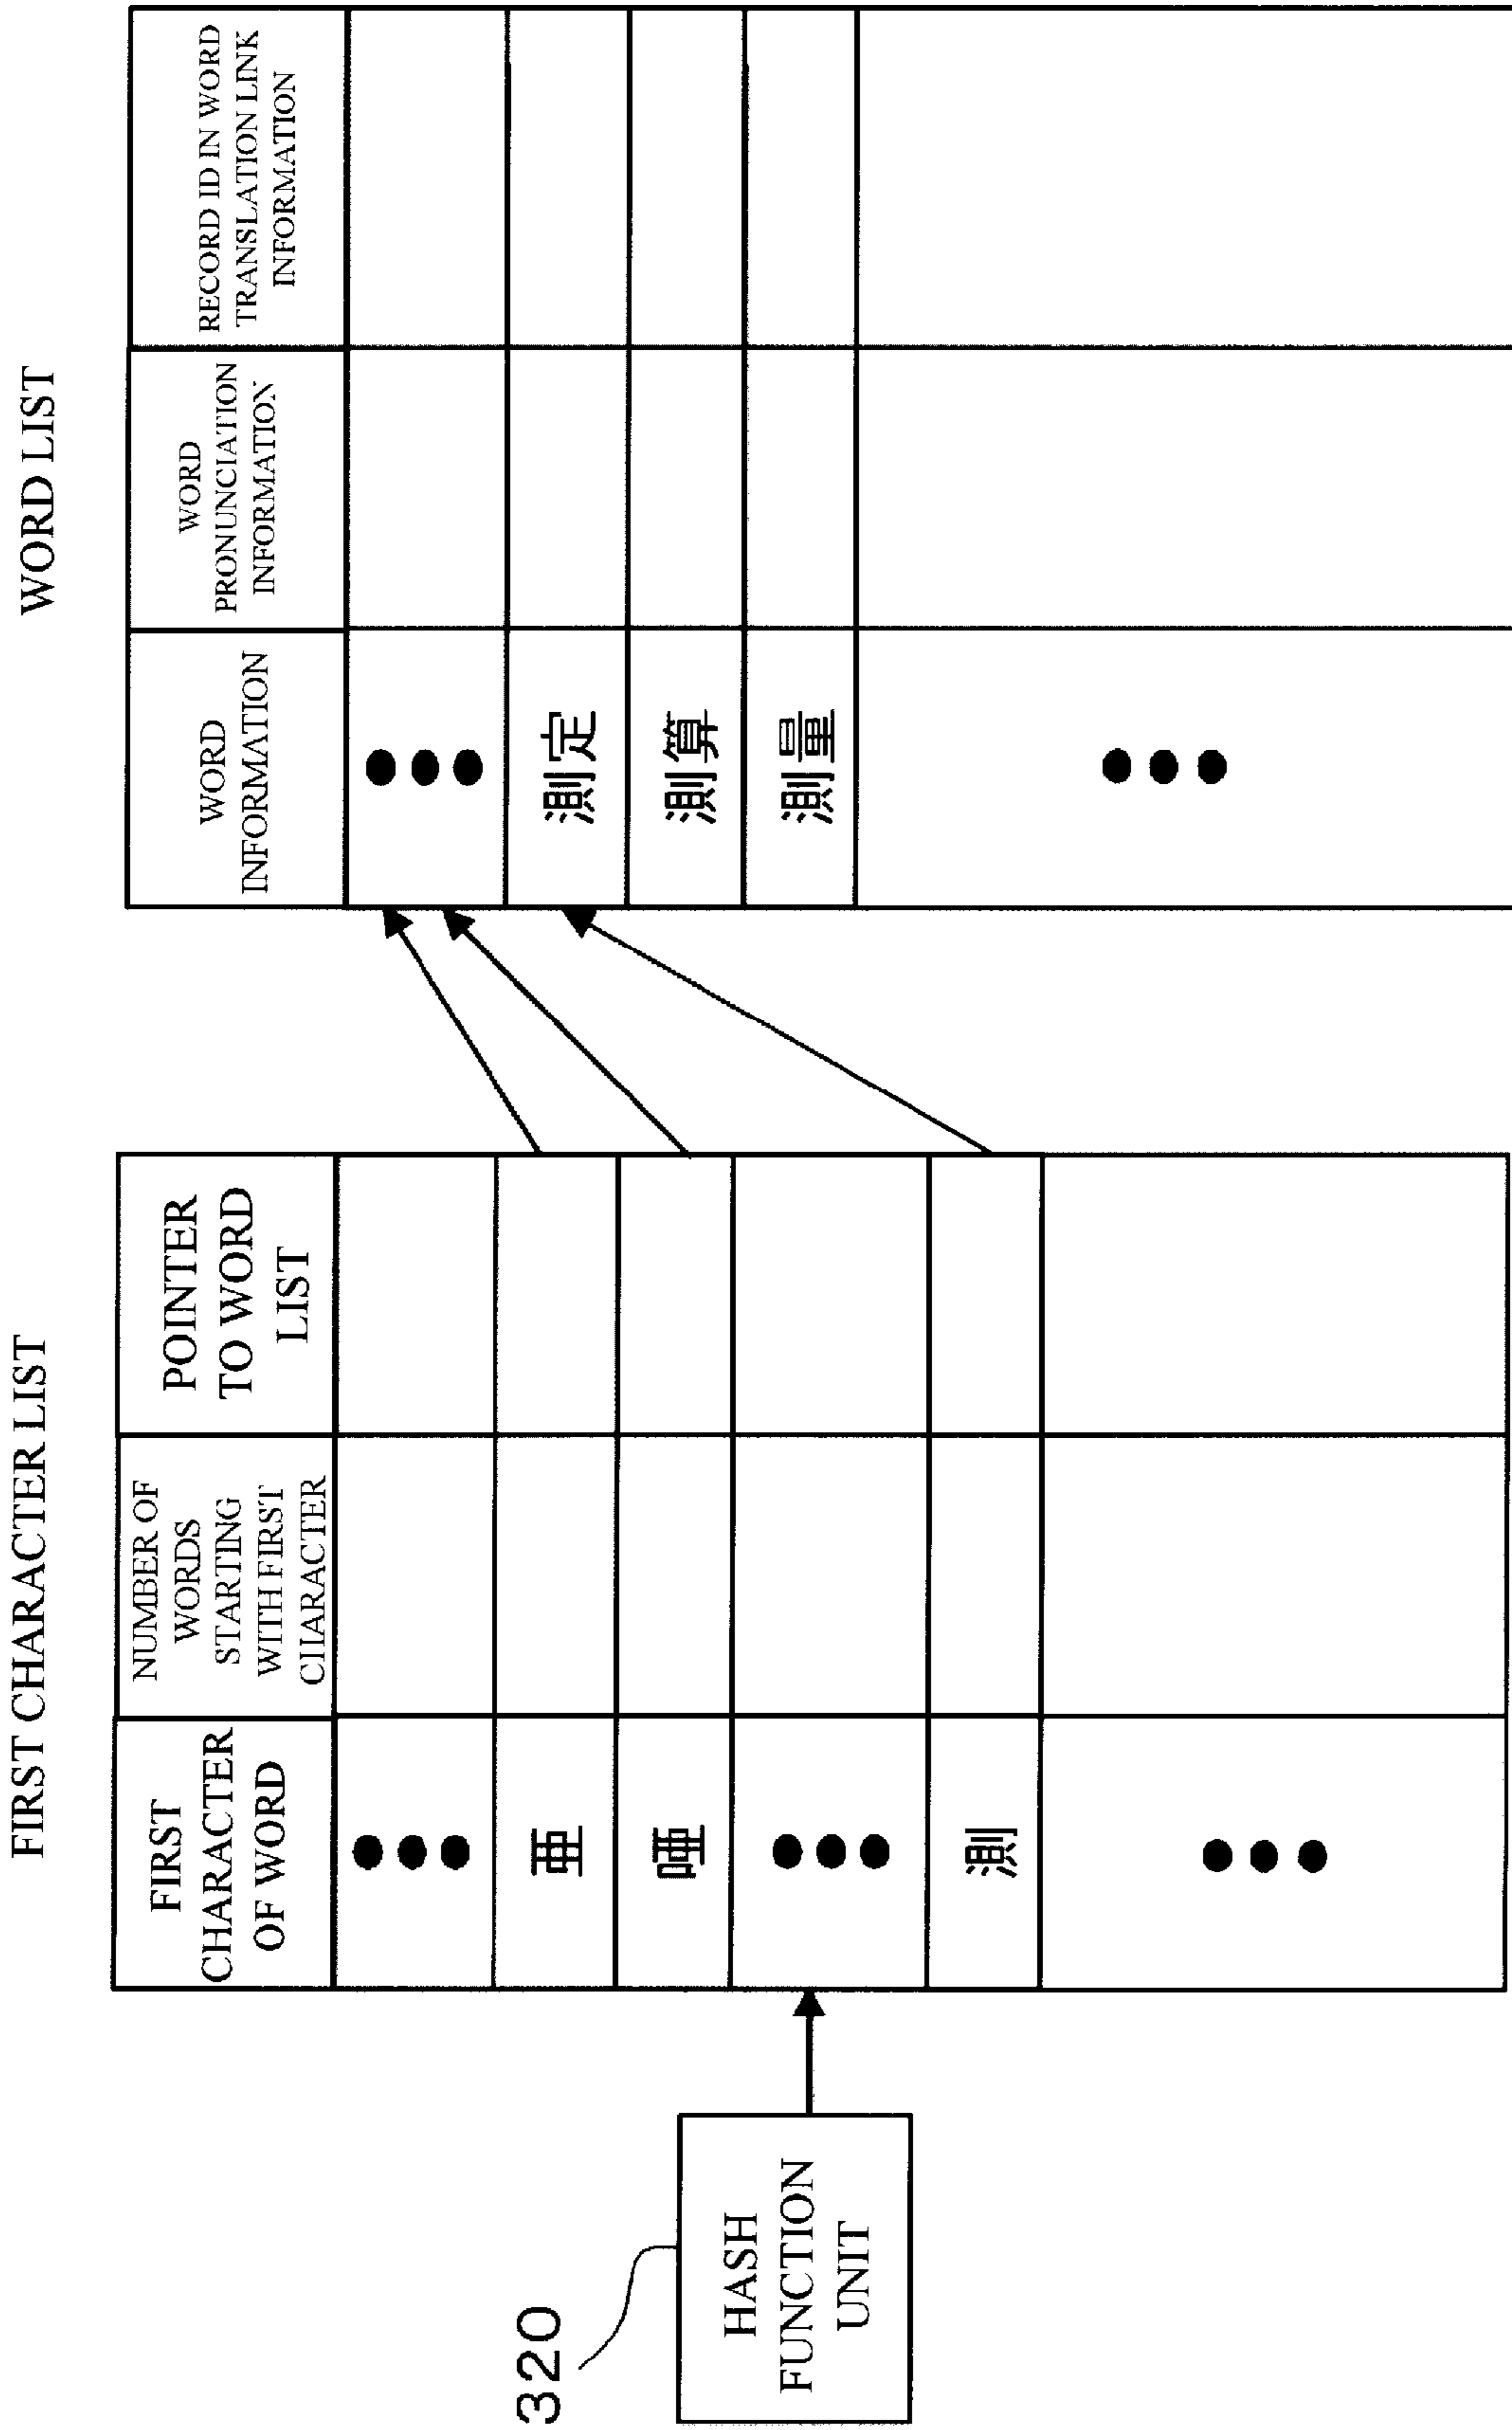 FIRST CHARACTER LIST
FIRST
CHARACTER
OF WORD
NUMBER OF
WORDS
STARTING
WITH FIRST
CHARACTER
POINTER
TO WORD
LIST
●●●
亜
唖
●●●
測
●●●
320
HASH
FUNCTION
UNIT
WORD LIST
WORD
INFORMATION
WORD
PRONUNCIATION
INFORMATION
RECORD ID IN WORD
TRANSLATION LINK
INFORMATION
●●●
測定
測算
測量
●●●